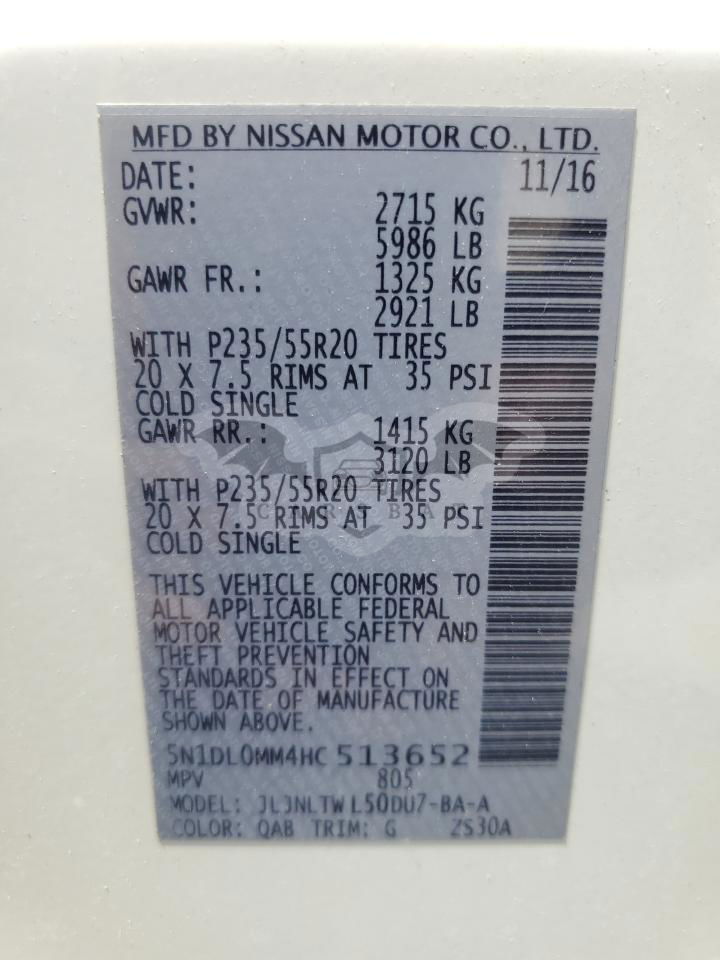 MFD BY NISSAN MOTOR CO., LTD.
DATE: 11/16
GVWR: 2715 KG
5986 LB
GAWR FR.: 1325 KG
2921 LB
WITH P235/55R20 TIRES
20 X 7.5 RIMS AT 35 PSI
COLD SINGLE
GAWR RR.: 1415 KG
3120 LB
WITH P235/55R20 TIRES
20 X 7.5 RIMS AT 35 PSI
COLD SINGLE
THIS VEHICLE CONFORMS TO
ALL APPLICABLE FEDERAL
MOTOR VEHICLE SAFETY AND
THEFT PREVENTION
STANDARDS IN EFFECT ON
THE DATE OF MANUFACTURE
SHOWN ABOVE.
5N1DL0MM4HC 513652
MPV 805
MODEL: JLJNLTW L50DU7-BA-A
COLOR: QAB TRIM: G ZS30A